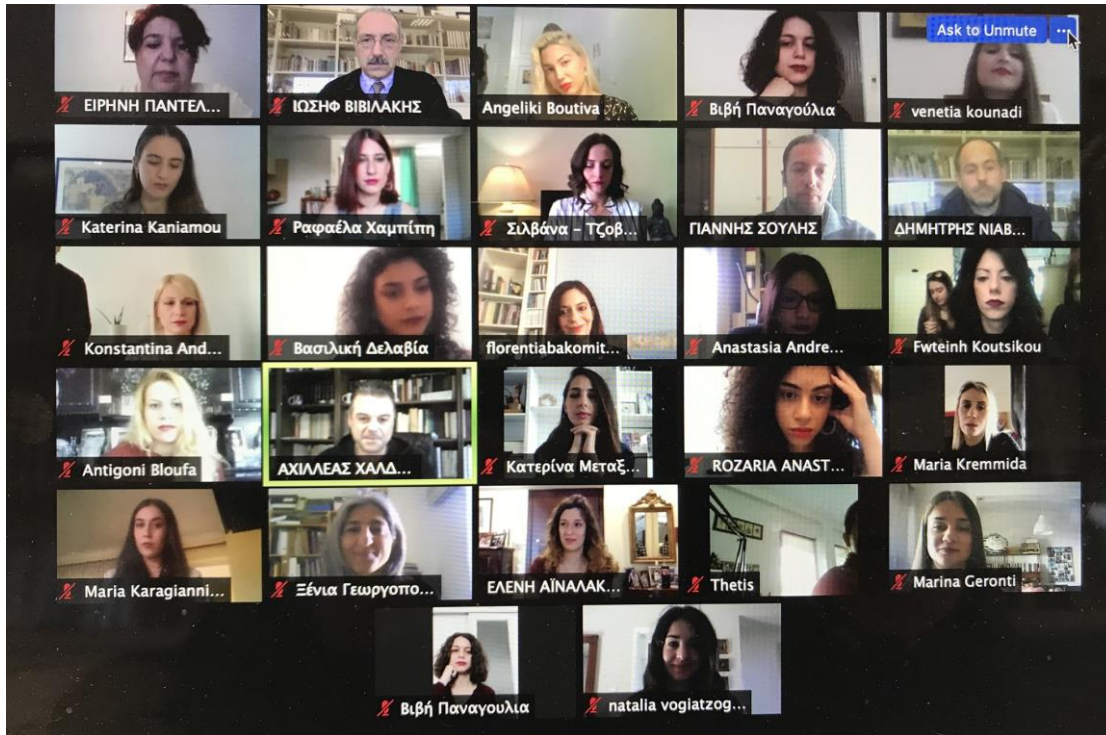 Ask to Unmute ...
ΕΙΡΗΝΗ ΠΑΝΤΕΛ...
ΙΩΣΗΦ ΒΙΒΙΛΑΚΗΣ
Angeliki Boutiva
Βιβή Παναγούλια
venetia kounadi
Katerina Kaniamou
Ραφαέλα Χαμπίπη
Σιλβάνα – Τζοβ...
ΓΙΑΝΝΗΣ ΣΟΥΛΗΣ
ΔΗΜΗΤΡΗΣ ΝΙΑΒ...
Konstantina And...
Βασιλική Δελαβία
florentiabakomit...
Anastasia Andre...
Fwteinh Koutsikou
Antigoni Bloufa
ΑΧΙΛΛΕΑΣ ΧΑΛΔ...
Κατερίνα Μεταξ...
ROZARIA ANAST...
Maria Kremmida
Maria Karagianni...
Ξένια Γεωργοπο...
ΕΛΕΝΗ ΑΪΝΑΛΑΚ...
Thetis
Marina Geronti
Βιβή Παναγουλια
natalia vogiatzog...